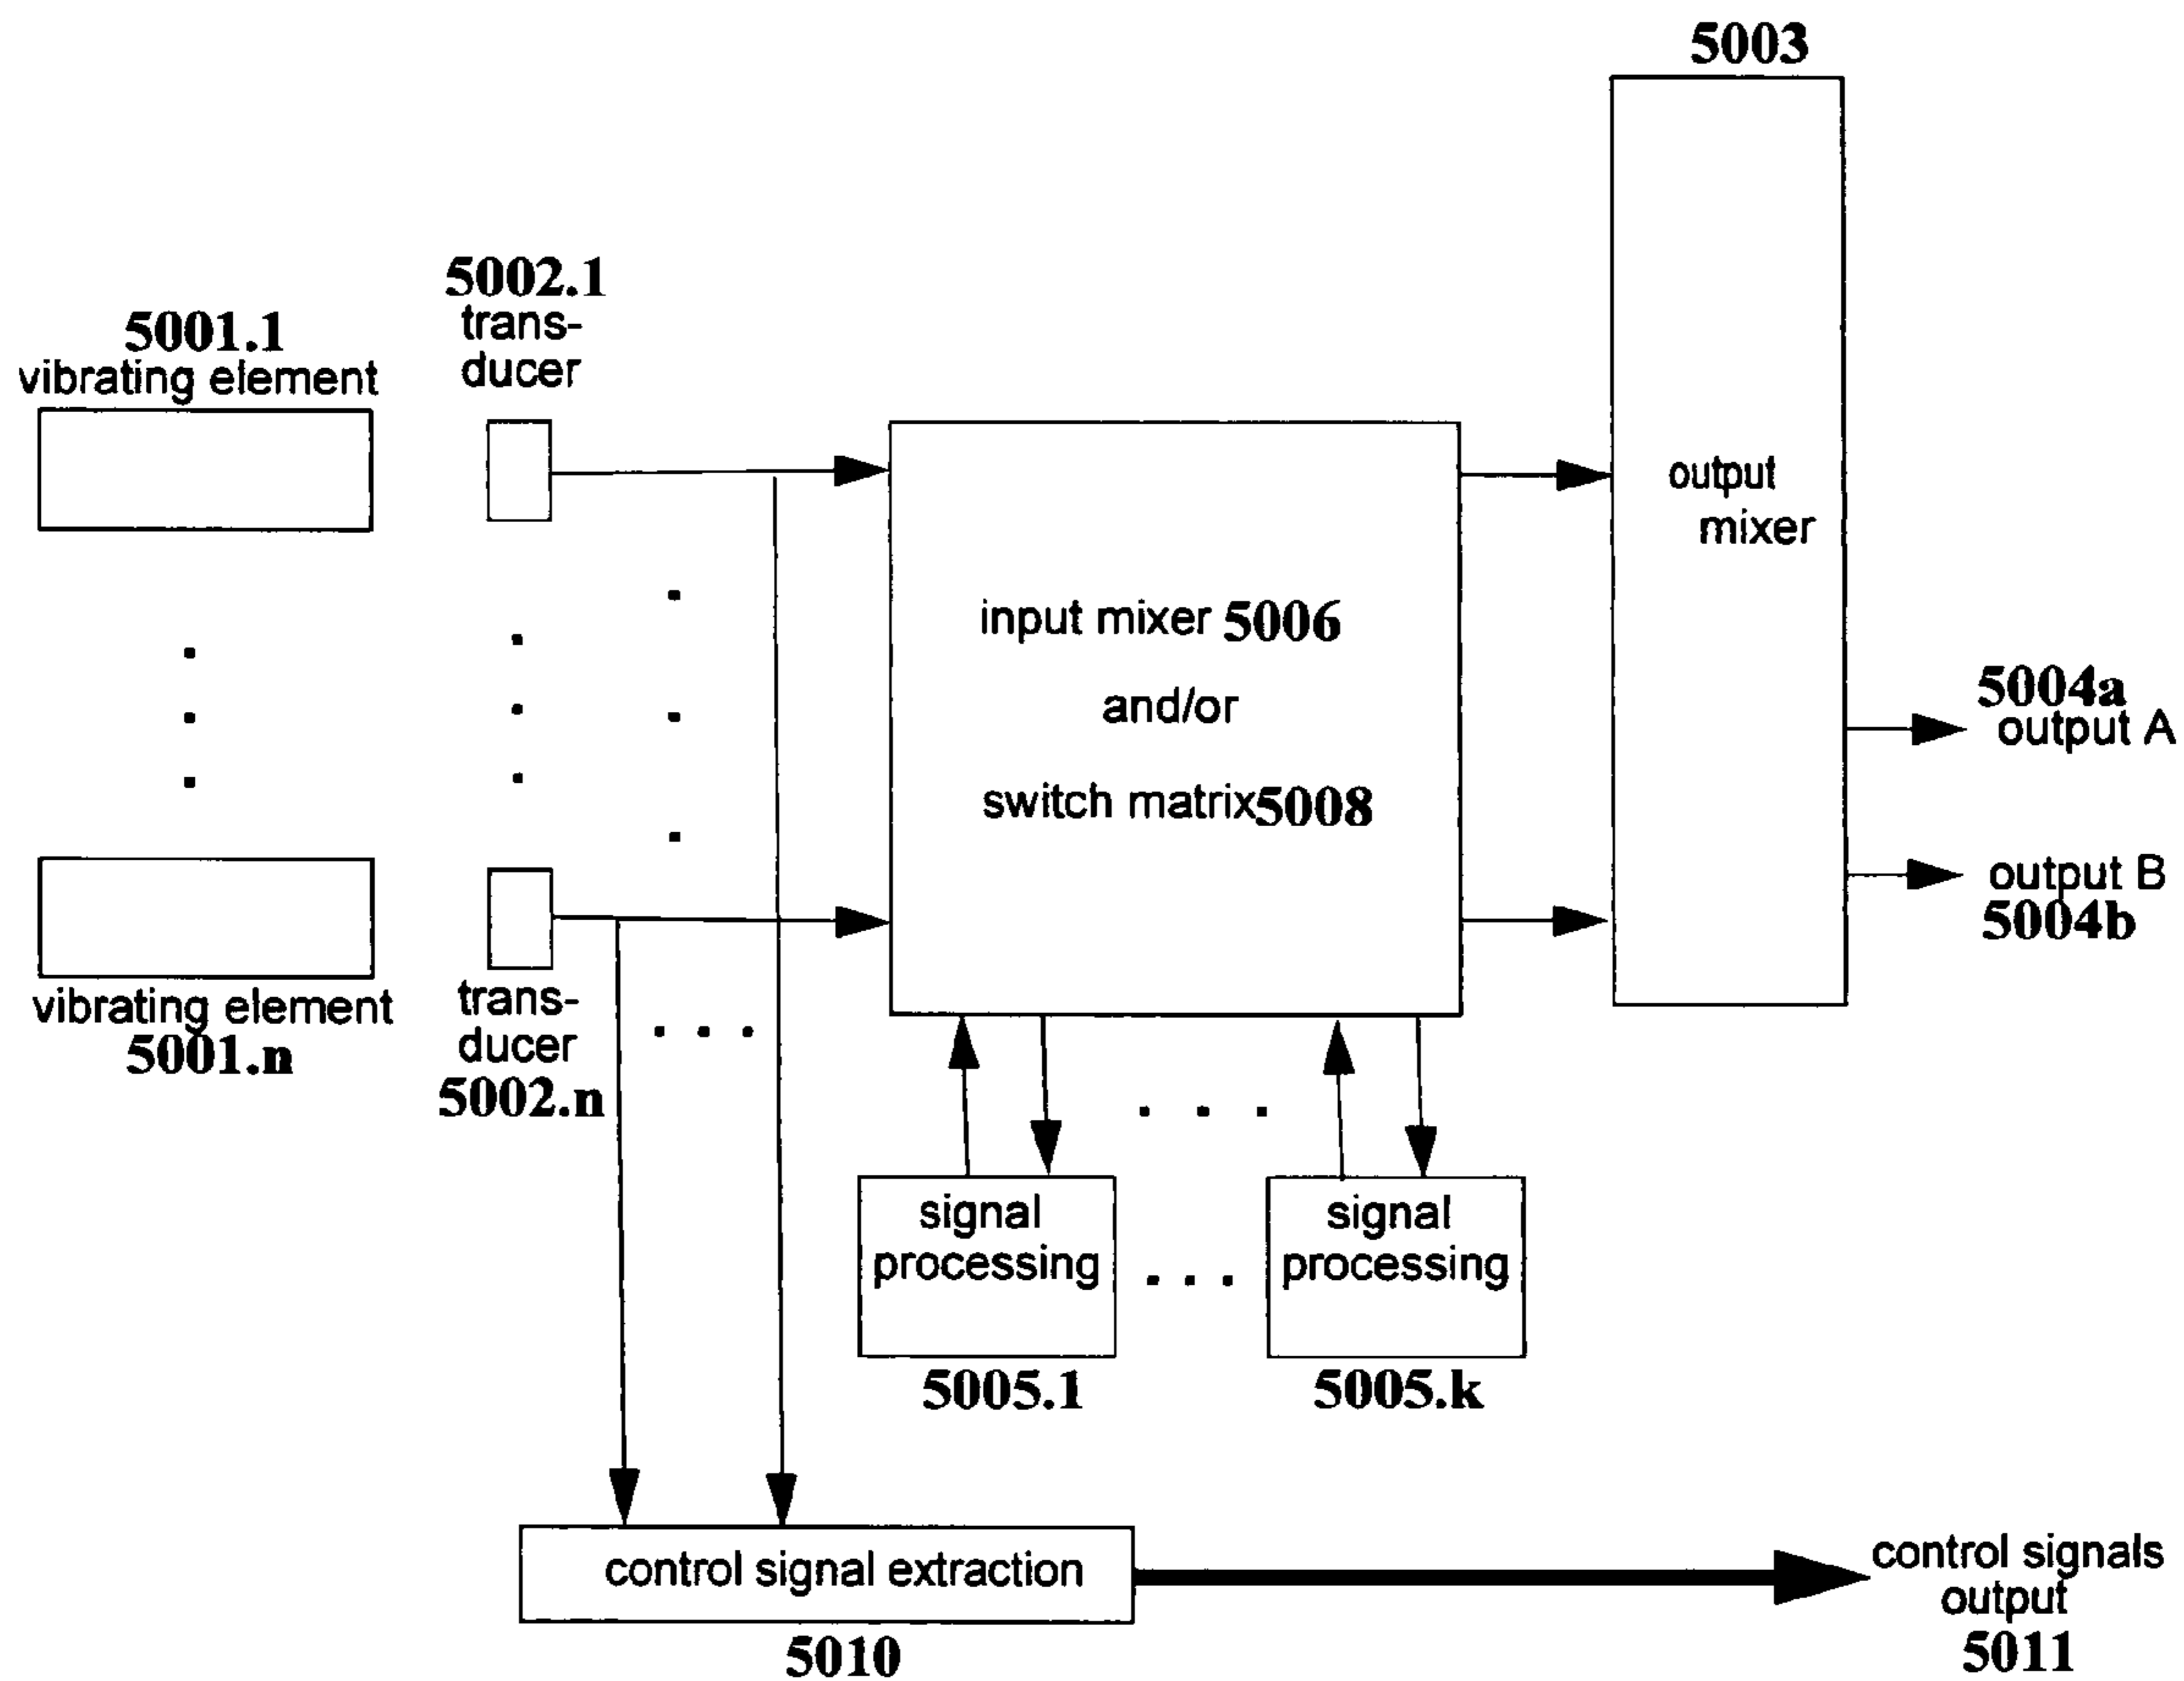 5003
5002.1
trans-
ducer
5001.1
vibrating element
output
mixer
input mixer 5006
and/or
switch matrix5008
5004a
output A
output B
5004b
vibrating element
5001.n
trans-
ducer
5002.n
signal
processing
5005.1
signal
processing
5005.k
control signal extraction
5010
control signals
output
5011